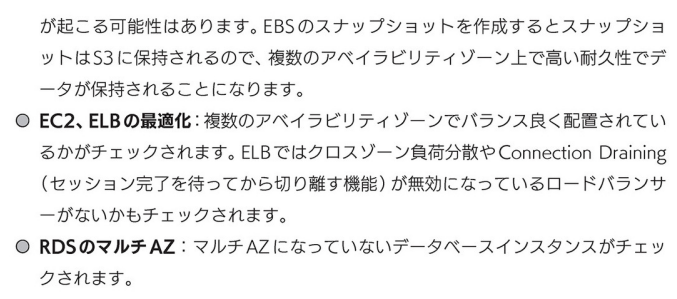 が起こる可能性はあります。EBSのスナップショットを作成するとスナップショ
ットはS3に保持されるので、複数のアベイラビリティゾーン上で高い耐久性でデ
ータが保持されることになります。
◎ EC2、ELBの最適化：複数のアベイラビリティゾーンでバランス良く配置されてい
るかがチェックされます。ELBではクロスゾーン負荷分散やConnection Draining
（セッション完了を待ってから切り離す機能）が無効になっているロードバランサ
ーがないかもチェックされます。
◎ RDSのマルチAZ：マルチAZになっていないデータベースインスタンスがチェッ
クされます。